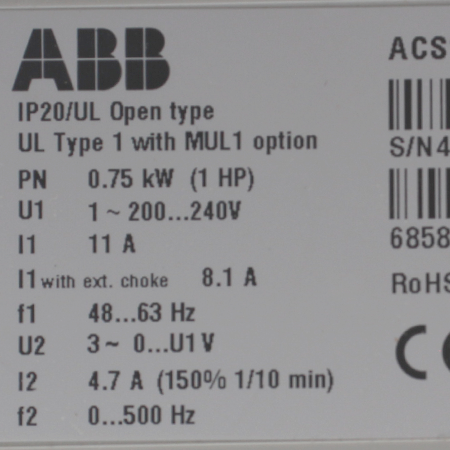 ABB
IP20/UL Open type
UL Type 1 with MUL1 option
PN 0.75 kW (1 HP)
U1 1 ~ 200...240V
I1 11 A
I1 with ext. choke 8.1 A
f1 48...63 Hz
U2 3 ~ 0...U1 V
I2 4.7 A (150% 1/10 min)
f2 0...500 Hz
ACS
S/N 4
6858
RoHS